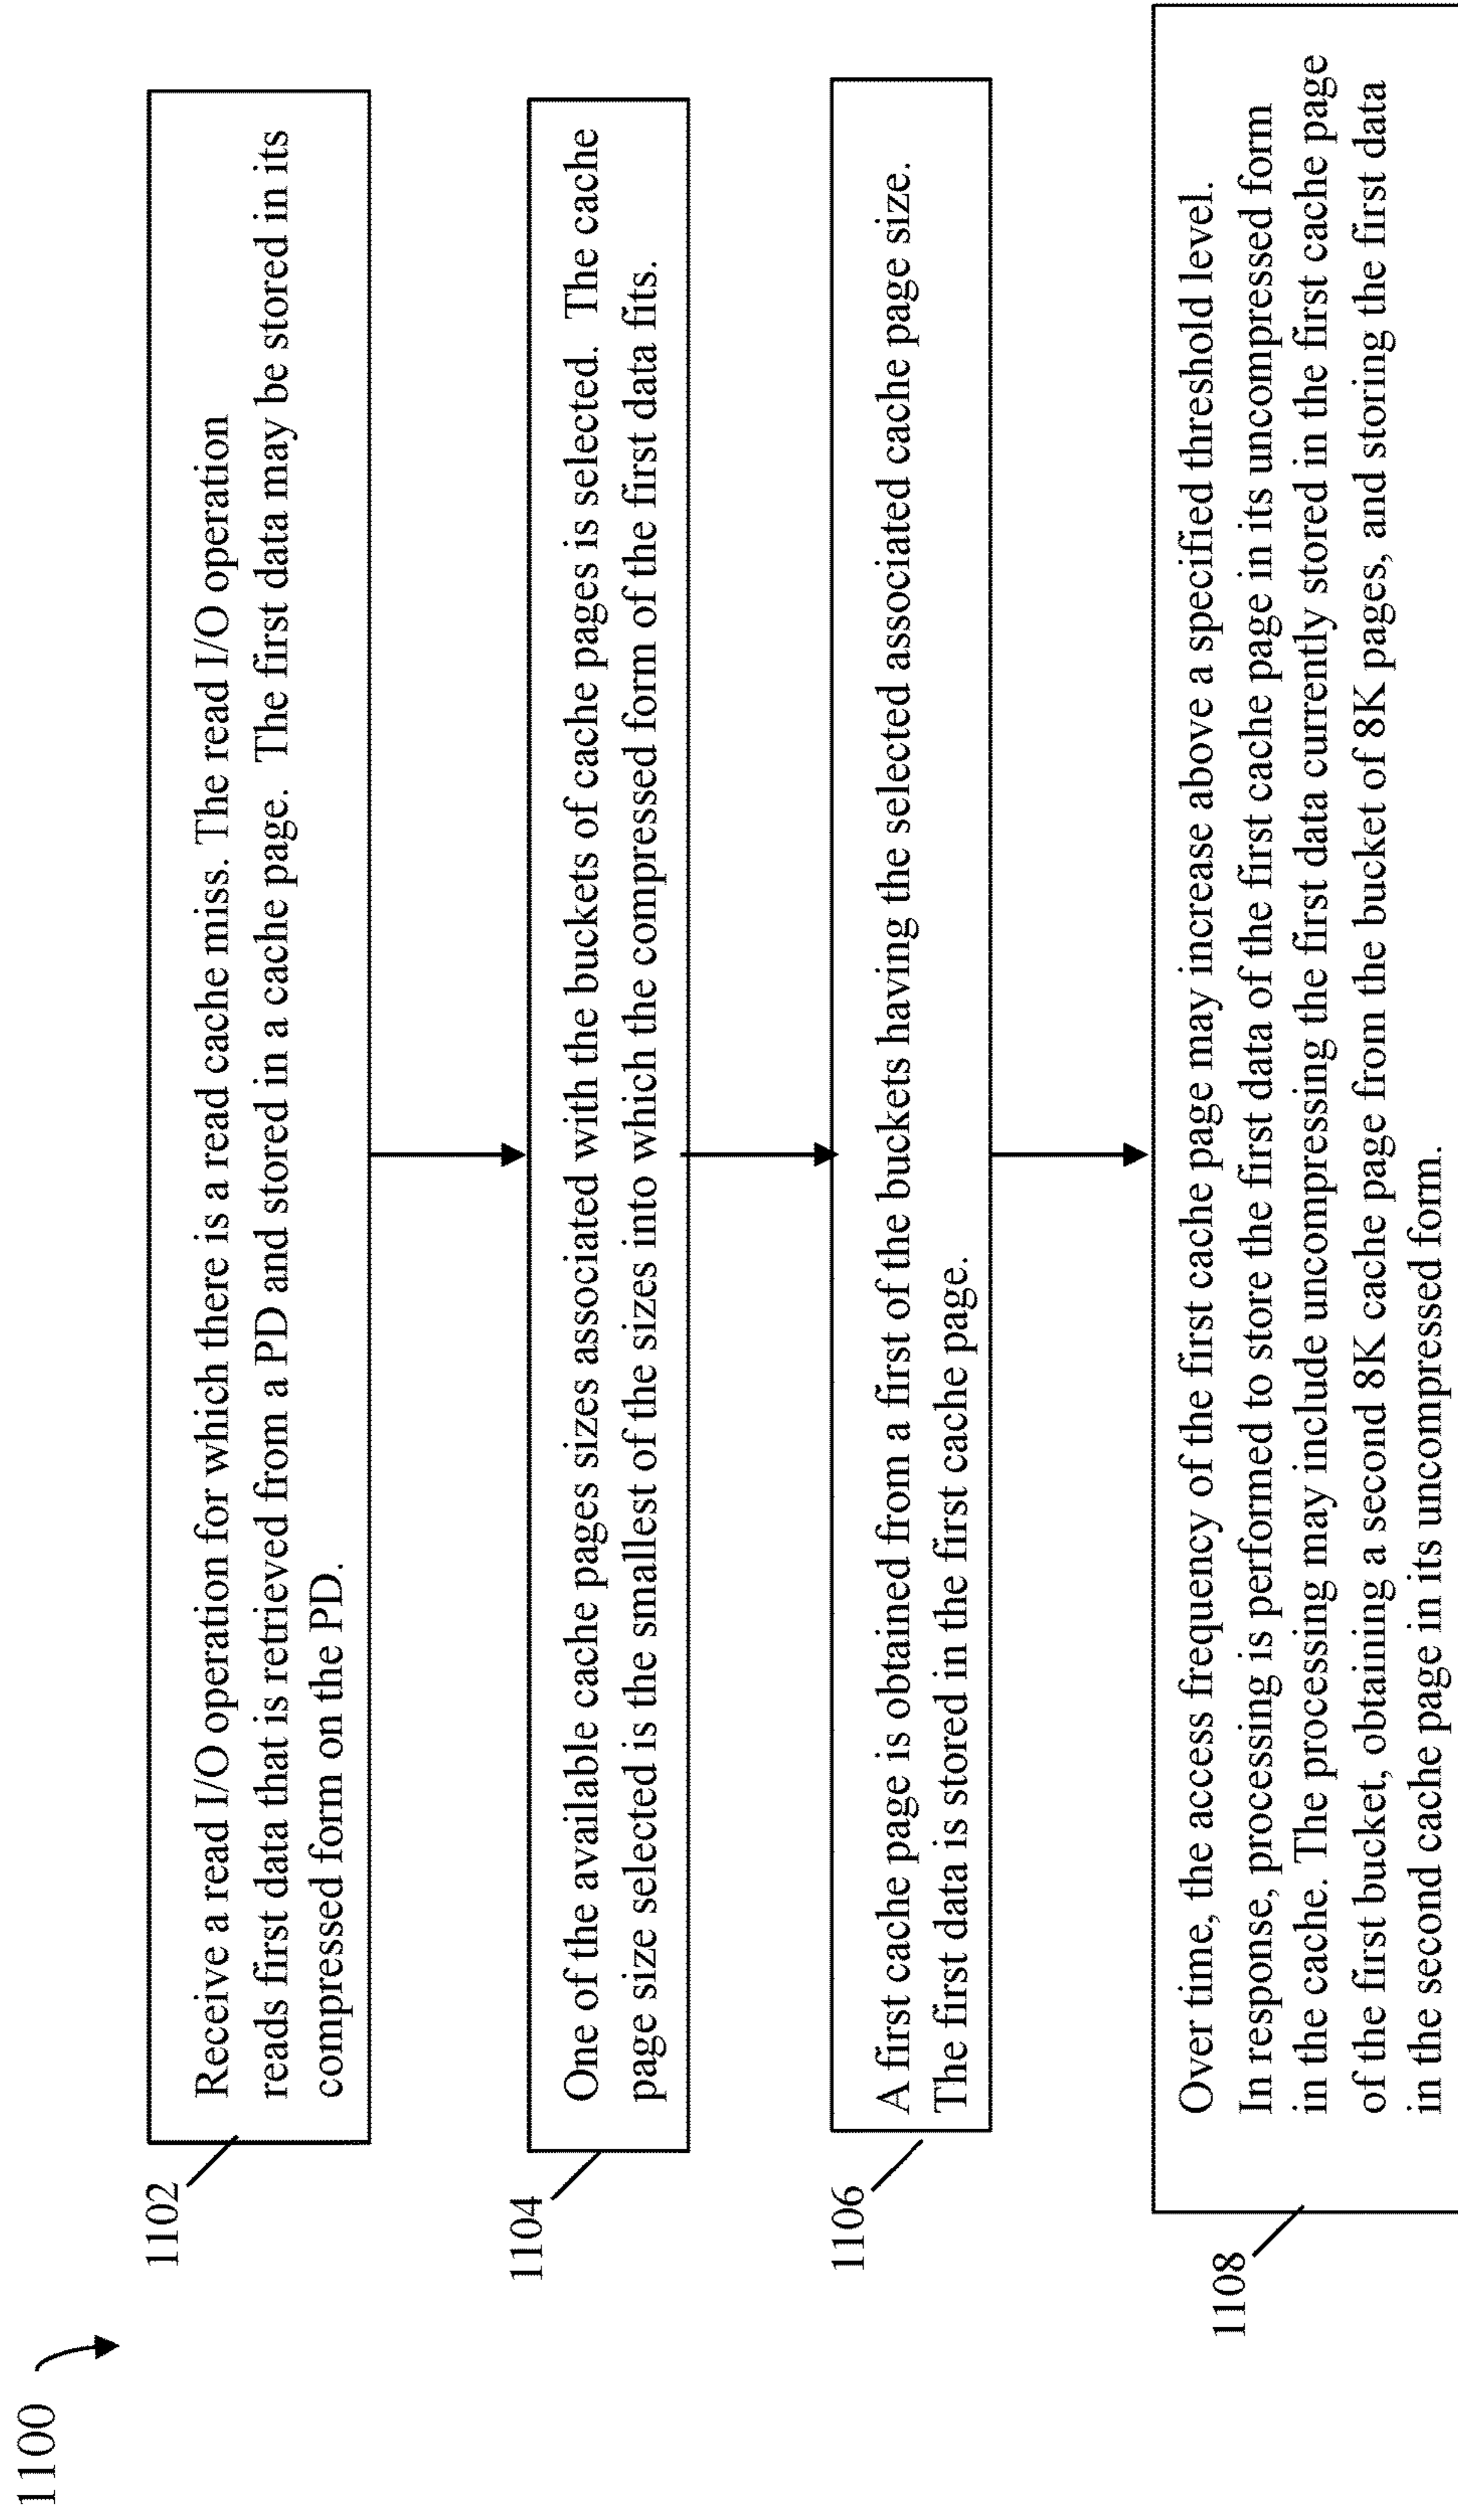 1100
1102
Receive a read I/O operation for which there is a read cache miss. The read I/O operation
reads first data that is retrieved from a PD and stored in a cache page. The first data may be stored in its
compressed form on the PD.
1104
One of the available cache pages sizes associated with the buckets of cache pages is selected. The cache
page size selected is the smallest of the sizes into which the compressed form of the first data fits.
1106
A first cache page is obtained from a first of the buckets having the selected associated cache page size.
The first data is stored in the first cache page.
1108
Over time, the access frequency of the first cache page may increase above a specified threshold level.
In response, processing is performed to store the first data of the first cache page in its uncompressed form
in the cache. The processing may include uncompressing the first data currently stored in the first cache page
of the first bucket, obtaining a second 8K cache page from the bucket of 8K pages, and storing the first data
in the second cache page in its uncompressed form.